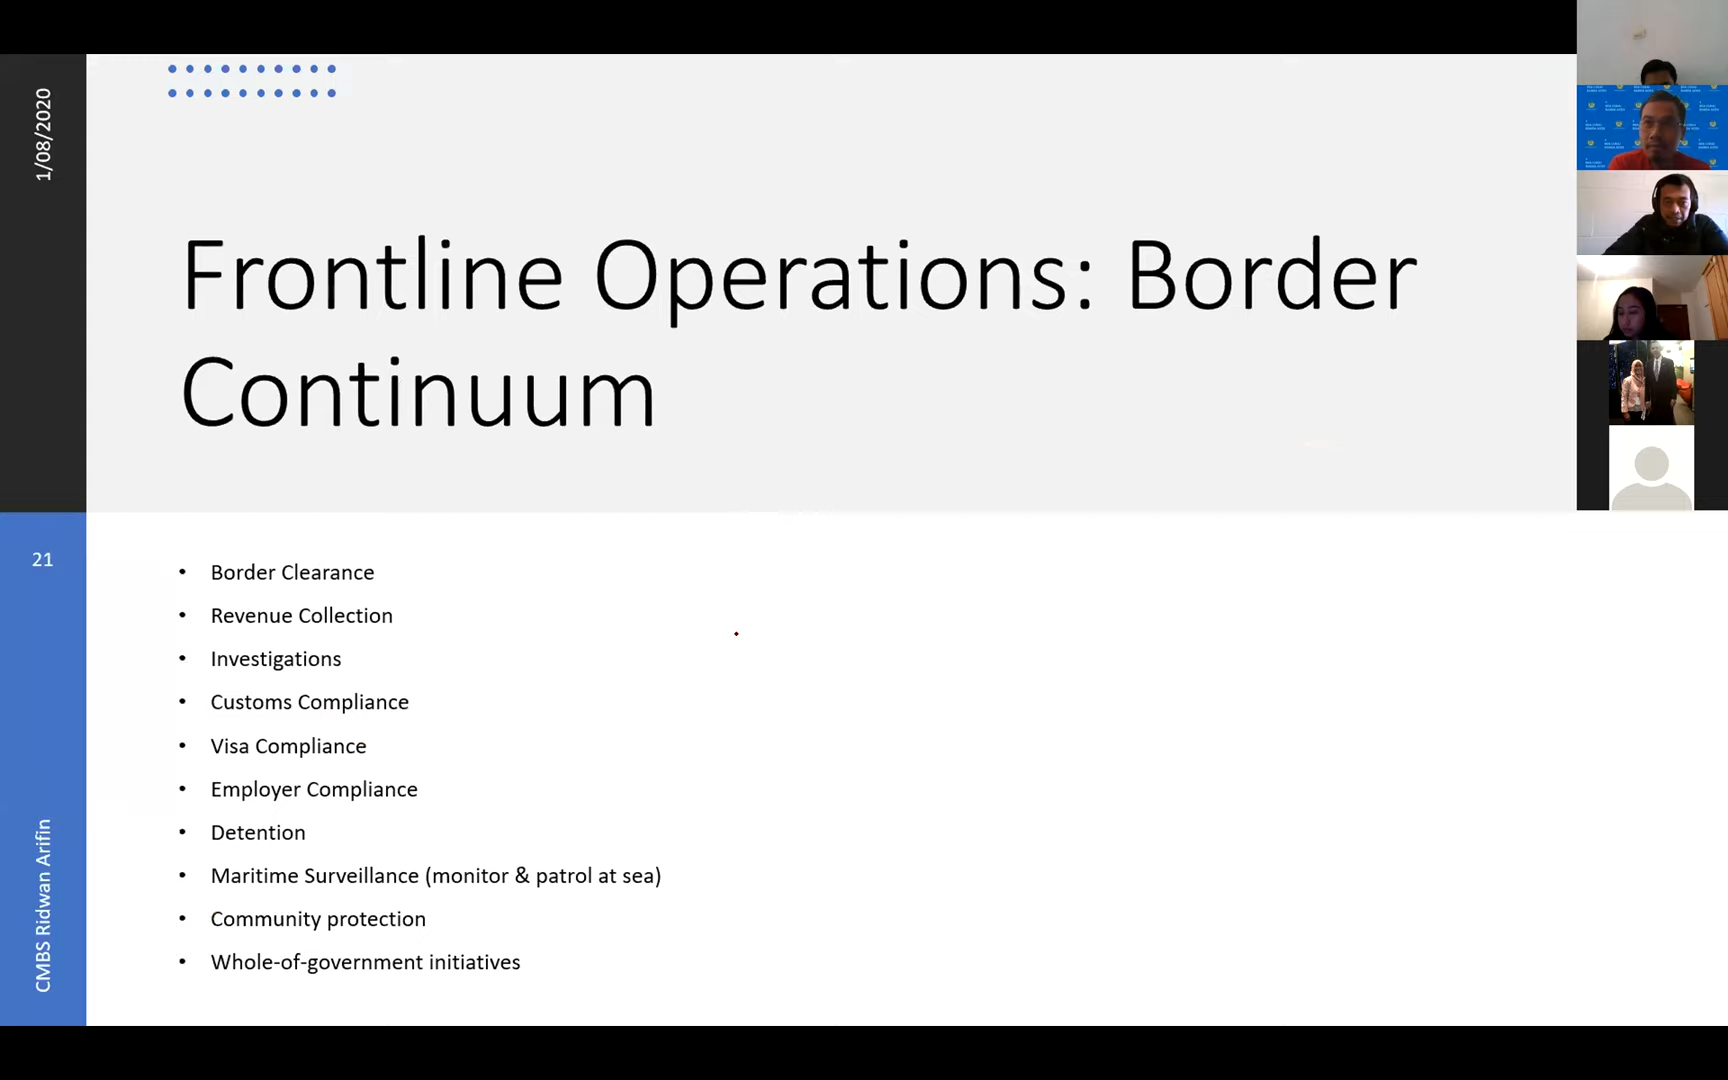 1/08/2020
Frontline Operations: Border
Continuum
21
• Border Clearance
• Revenue Collection
• Investigations
• Customs Compliance
• Visa Compliance
• Employer Compliance
• Detention
• Maritime Surveillance (monitor & patrol at sea)
• Community protection
• Whole-of-government initiatives
CMBS Ridwan Arifin